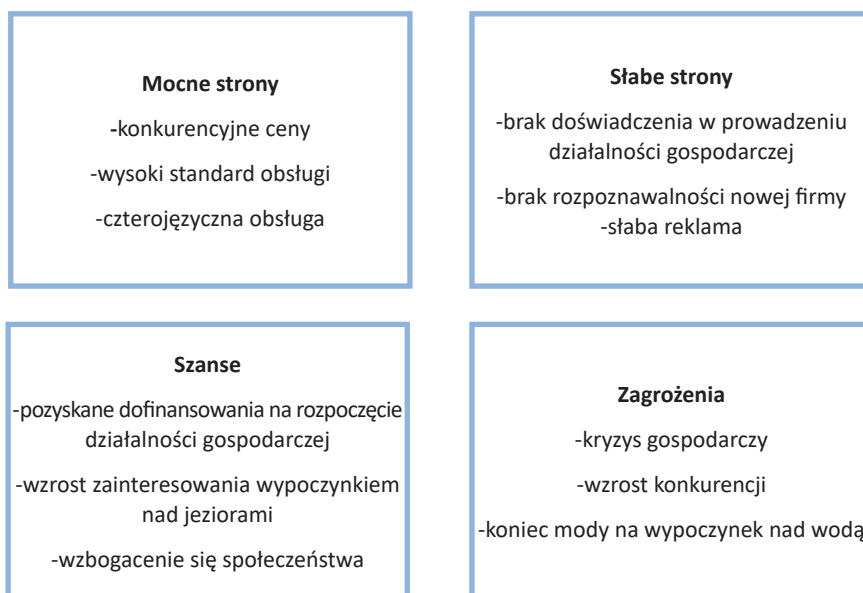 Mocne strony
-konkurencyjne ceny
-wysoki standard obsługi
-czterojęzyczna obsługa
Słabe strony
-brak doświadczenia w prowadzeniu
działalności gospodarczej
-brak rozpoznawalności nowej firmy
-słaba reklama
Szanse
-pozyskane dofinansowania na rozpoczęcie
działalności gospodarczej
-wzrost zainteresowania wypoczynkiem
nad jeziorami
-wzbogacenie się społeczeństwa
Zagrożenia
-kryzys gospodarczy
-wzrost konkurencji
-koniec mody na wypoczynek nad wodą